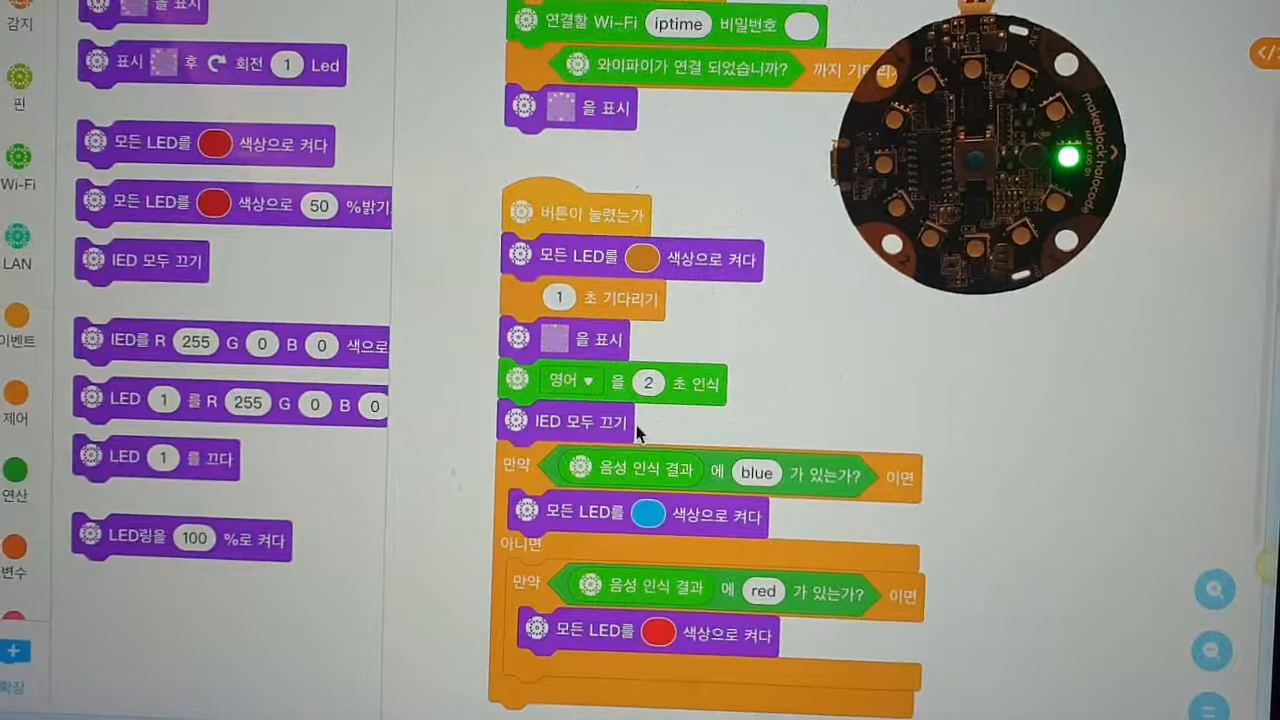 감지
핀
Wi-Fi
LAN
이벤트
제어
연산
변수
확장
을 표시
표시 후 회전 1 Led
모든 LED를 색상으로 켜다
모든 LED를 색상으로 50 %밝기
lED 모두 끄기
lED를 R 255 G 0 B 0 색으로
LED 1 를 R 255 G 0 B 0
LED 1 를 끄다
LED링을 100 %로 켜다
연결할 Wi-Fi iptime 비밀번호
와이파이가 연결 되었습니까? 까지 기다리
을 표시
버튼이 눌렸는가
모든 LED를 색상으로 켜다
1 초 기다리기
을 표시
영어 을 2 초 인식
lED 모두 끄기
만약 음성 인식 결과 에 blue 가 있는가? 이면
모든 LED를 색상으로 켜다
아니면
만약 음성 인식 결과 에 red 가 있는가? 이면
모든 LED를 색상으로 켜다
makeblock halocode